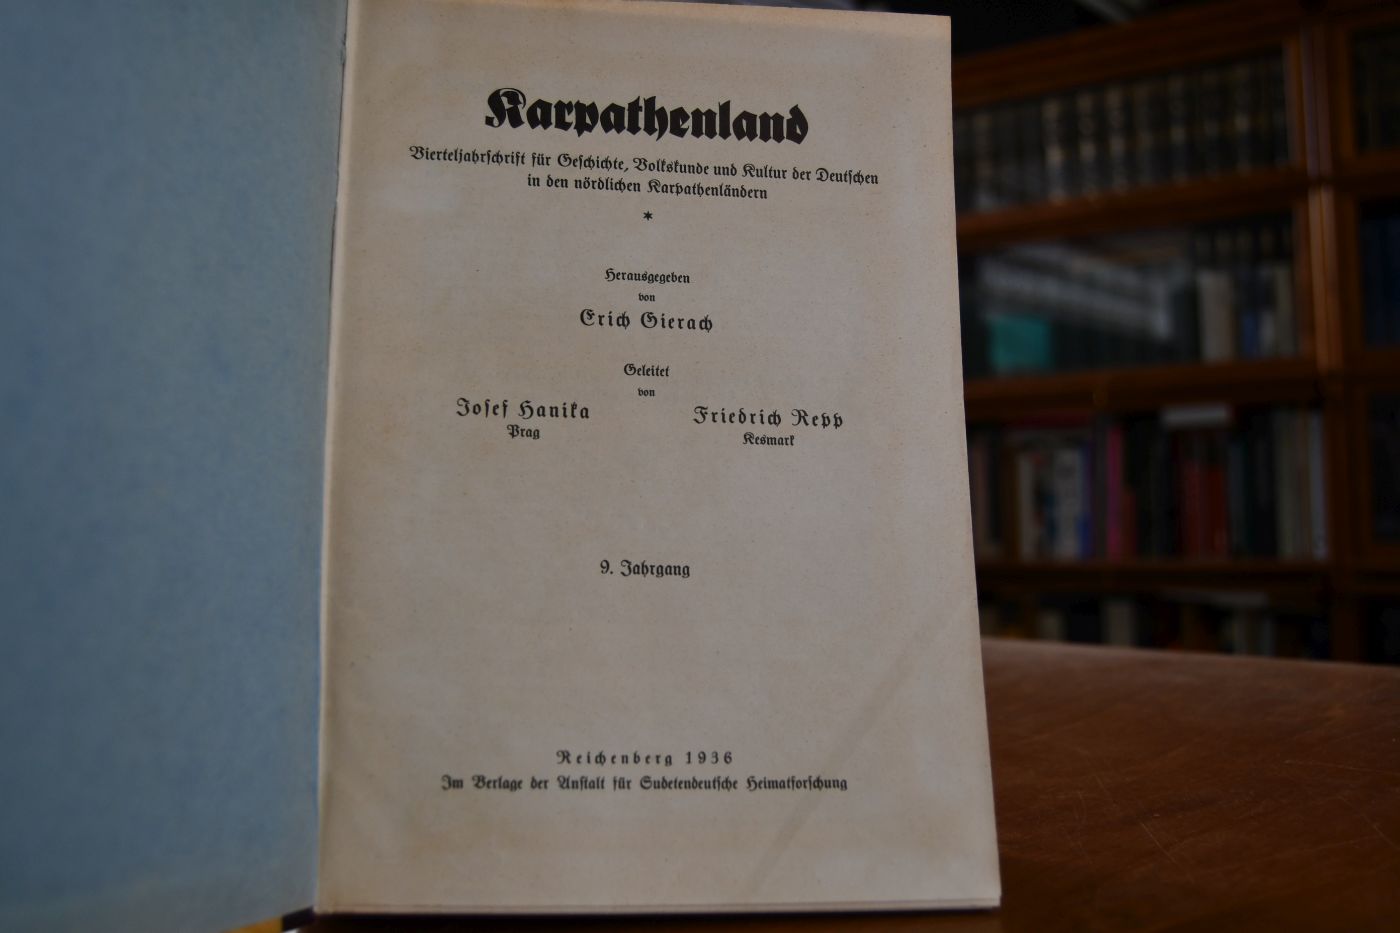 Karpathenland
Vierteljahrschrift für Geschichte, Volkskunde und Kultur der Deutschen
in den nördlichen Karpathenländern
*
Herausgegeben
von
Erich Gierach
Geleitet
von
Josef Hanika
Prag
Friedrich Repp
Kesmark
9. Jahrgang
Reichenberg 1936
Im Verlage der Anstalt für Sudetendeutsche Heimatforschung